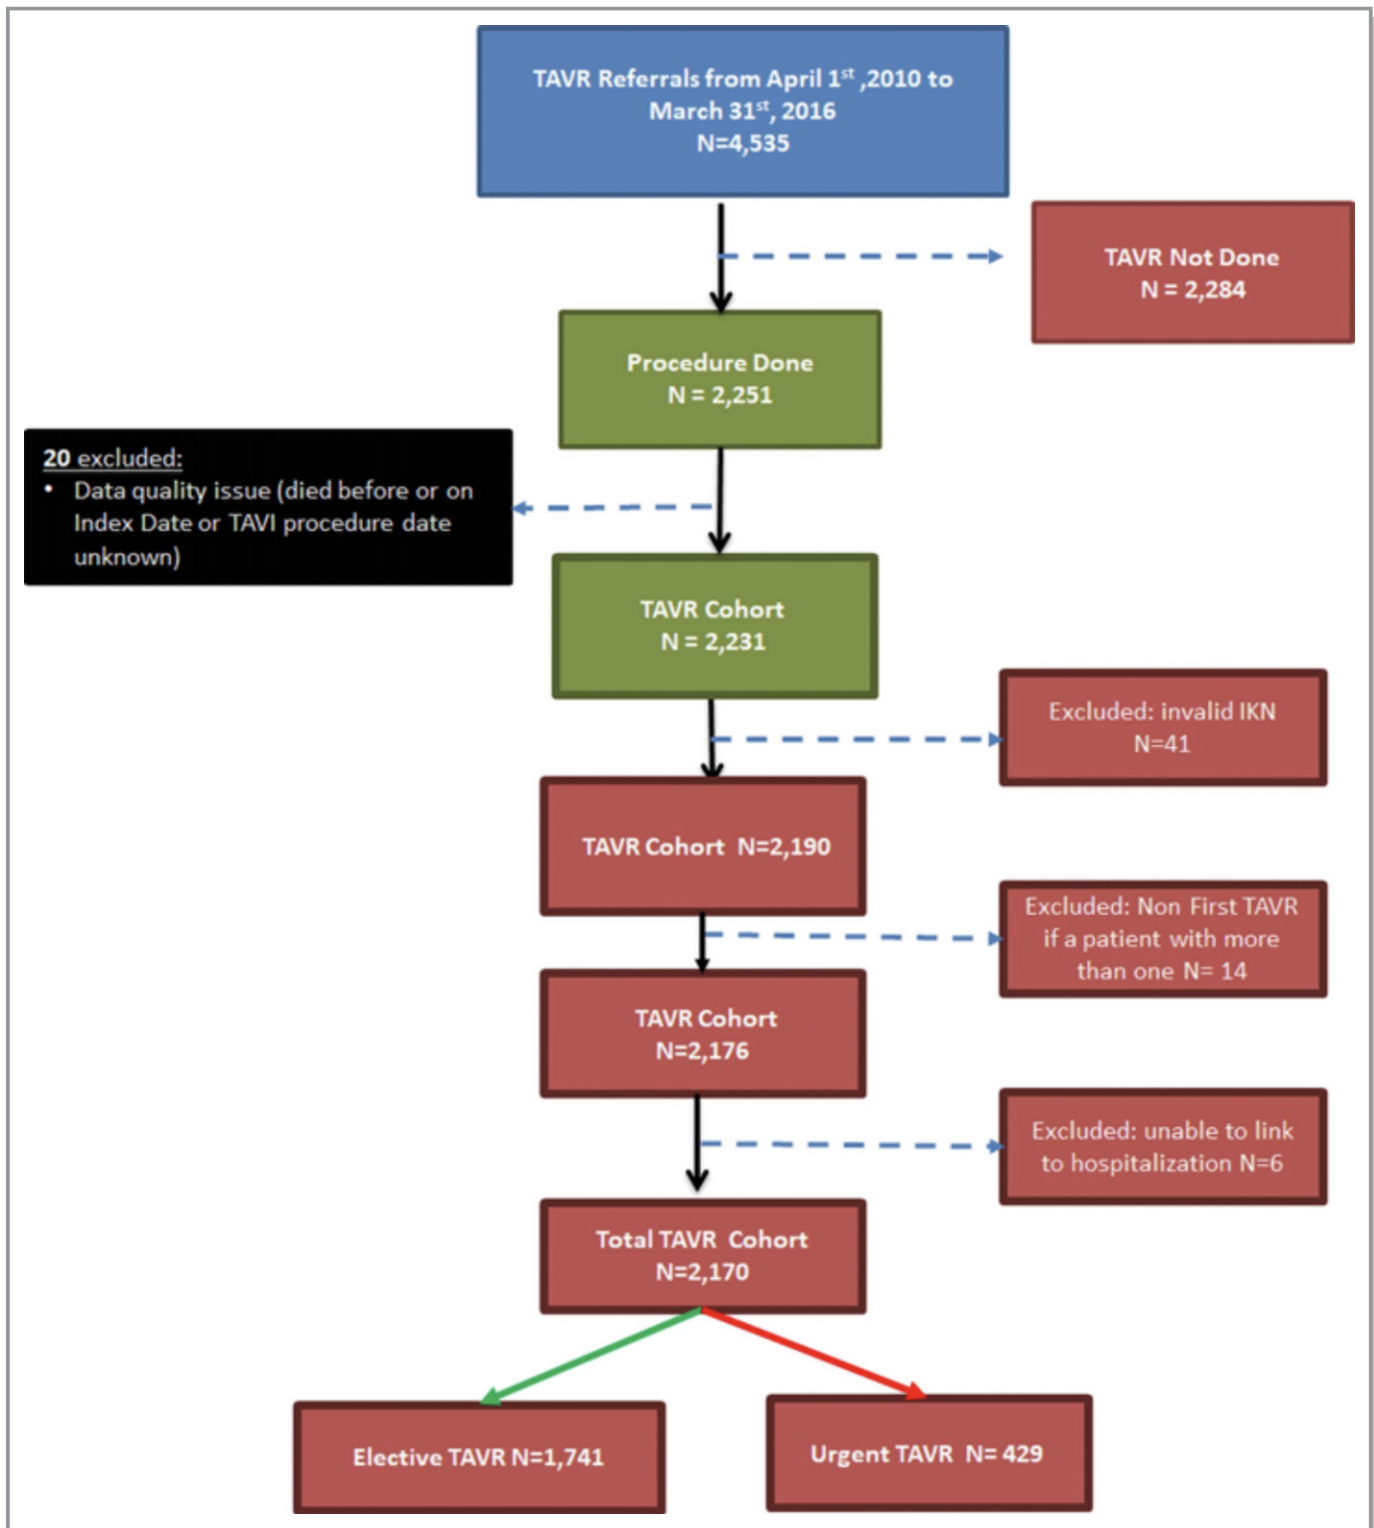 TAVR Referrals from April 1st ,2010 to
March 31st, 2016
N=4,535
TAVR Not Done
N = 2,284
Procedure Done
N = 2,251
20 excluded:
• Data quality issue (died before or on
Index Date or TAVI procedure date
unknown)
TAVR Cohort
N = 2,231
Excluded: invalid IKN
N=41
TAVR Cohort N=2,190
Excluded: Non First TAVR
if a patient with more
than one N= 14
TAVR Cohort
N=2,176
Excluded: unable to link
to hospitalization N=6
Total TAVR Cohort
N=2,170
Elective TAVR N=1,741
Urgent TAVR N= 429